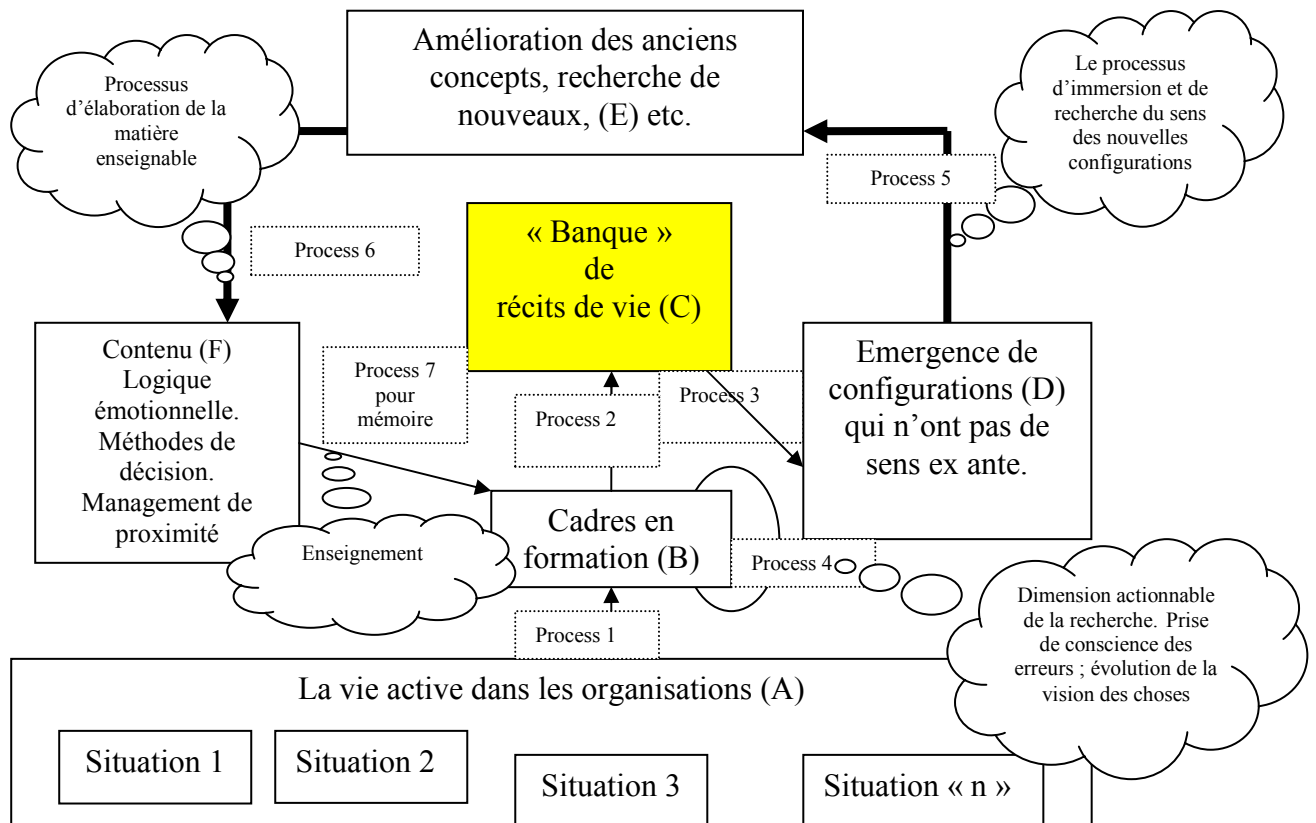 Amélioration des anciens
concepts, recherche de
nouveaux, (E) etc.
Processus
d’élaboration de la
matière
enseignable
Le processus
d’immersion et de
recherche du sens
des nouvelles
configurations
Process 5
Process 6
« Banque »
de
récits de vie (C)
Contenu (F)
Logique
émotionnelle.
Méthodes de
décision.
Management de
proximité
Process 7
pour
mémoire
Process 2
Process 3
Emergence de
configurations (D)
qui n’ont pas de
sens ex ante.
Enseignement
Cadres en
formation (B)
Process 4
Process 1
Dimension actionnable
de la recherche. Prise
de conscience des
erreurs ; évolution de la
vision des choses
La vie active dans les organisations (A)
Situation 1
Situation 2
Situation 3
Situation « n »